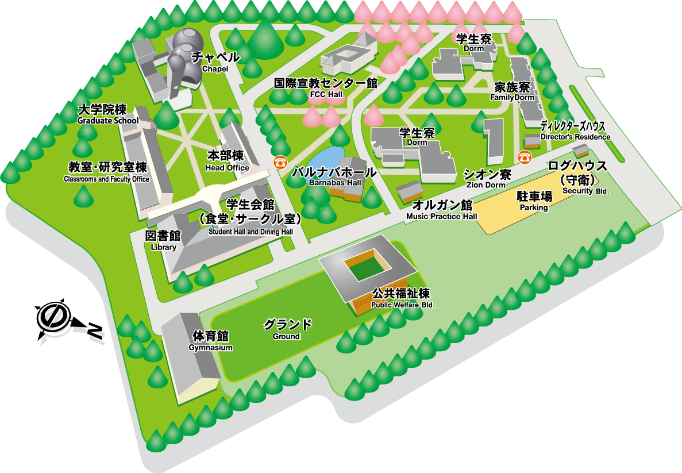 チャペル
Chapel
学生寮
Dorm
国際宣教センター館
FCC Hall
家族寮
FamilyDorm
大学院棟
Graduate School
学生寮
Dorm
ディレクターズハウス
Director's Residence
本部棟
Head Office
教室・研究室棟
Classrooms and Faculty Office
バルナバホール
Barnabas Hall
シオン寮
Zion Dorm
ログハウス
(守衛)
Security Bld.
学生会館
(食堂・サークル室)
Student Hall and Dining Hall
オルガン館
Music Practice Hall
駐車場
Parking
図書館
Library
公共福祉棟
Public Welfare Bld.
グランド
Ground
体育館
Gymnasium
N